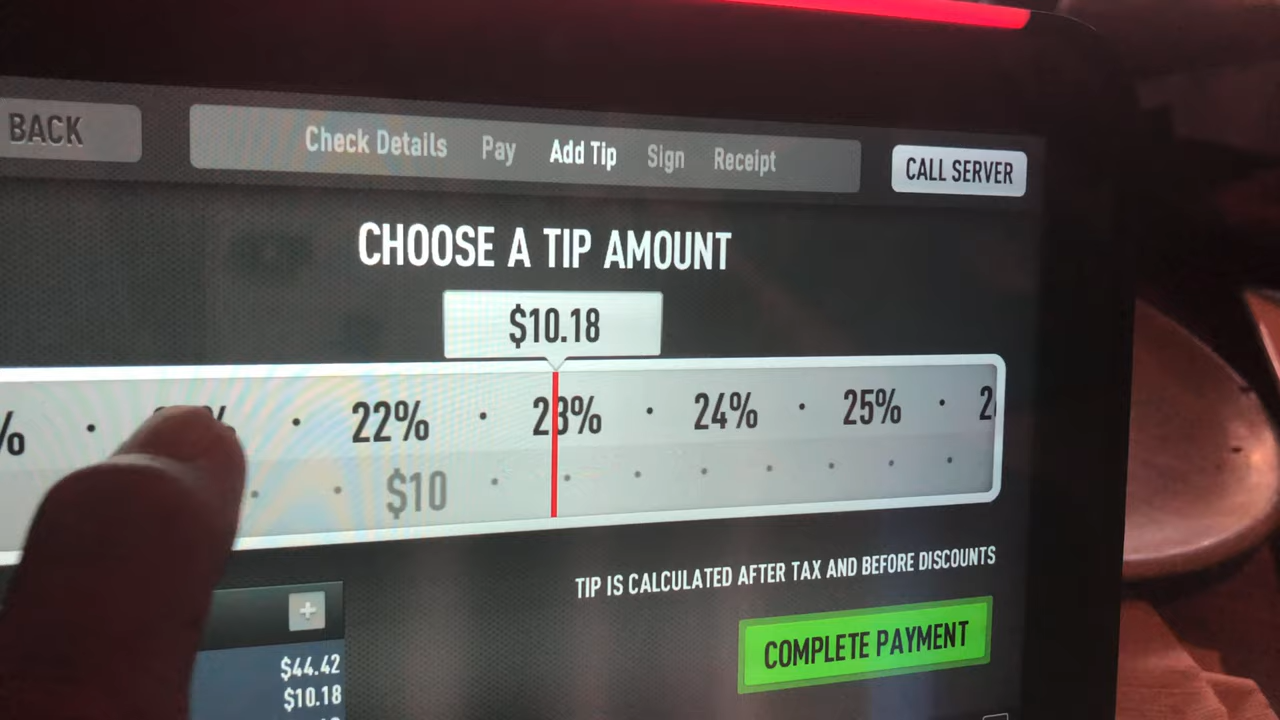 BACK
Check Details Pay Add Tip Sign Receipt
CALL SERVER
CHOOSE A TIP AMOUNT
$10.18
% · · 22% · 23% · 24% · 25% · 2
$10
TIP IS CALCULATED AFTER TAX AND BEFORE DISCOUNTS
+
COMPLETE PAYMENT
$44.42
$10.18